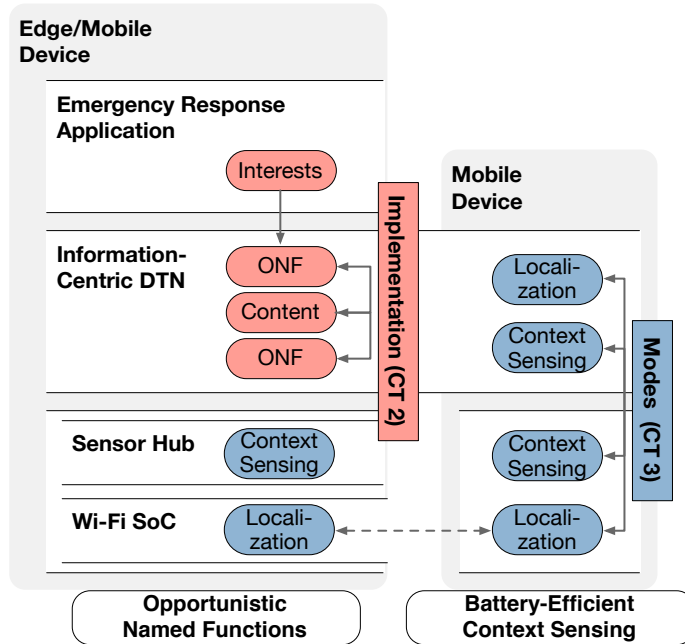 Edge/Mobile
Device
Emergency Response
Application
Interests
Implementation (CT 2)
Mobile
Device
Information-
Centric DTN
ONF
Content
ONF
Locali-
zation
Context
Sensing
Modes (CT 3)
Sensor Hub
Context
Sensing
Context
Sensing
Wi-Fi SoC
Locali-
zation
Locali-
zation
Opportunistic
Named Functions
Battery-Efficient
Context Sensing